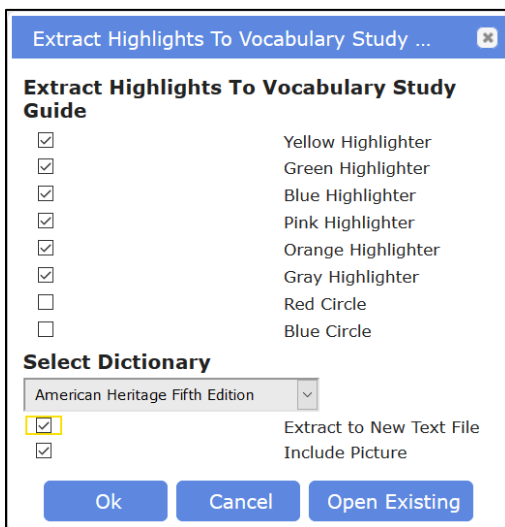 Extract Highlights To Vocabulary Study ...
Extract Highlights To Vocabulary Study
Guide
Yellow Highlighter
Green Highlighter
Blue Highlighter
Pink Highlighter
Orange Highlighter
Gray Highlighter
Red Circle
Blue Circle
Select Dictionary
American Heritage Fifth Edition
Extract to New Text File
Include Picture
Ok Cancel Open Existing